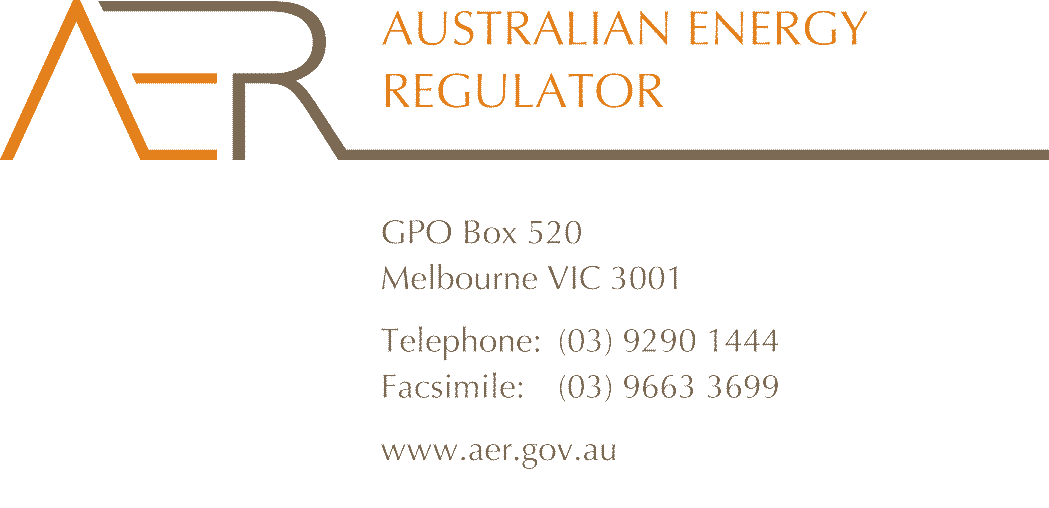 AER
AUSTRALIAN ENERGY
REGULATOR
GPO Box 520
Melbourne VIC 3001
Telephone: (03) 9290 1444
Facsimile: (03) 9663 3699
www.aer.gov.au